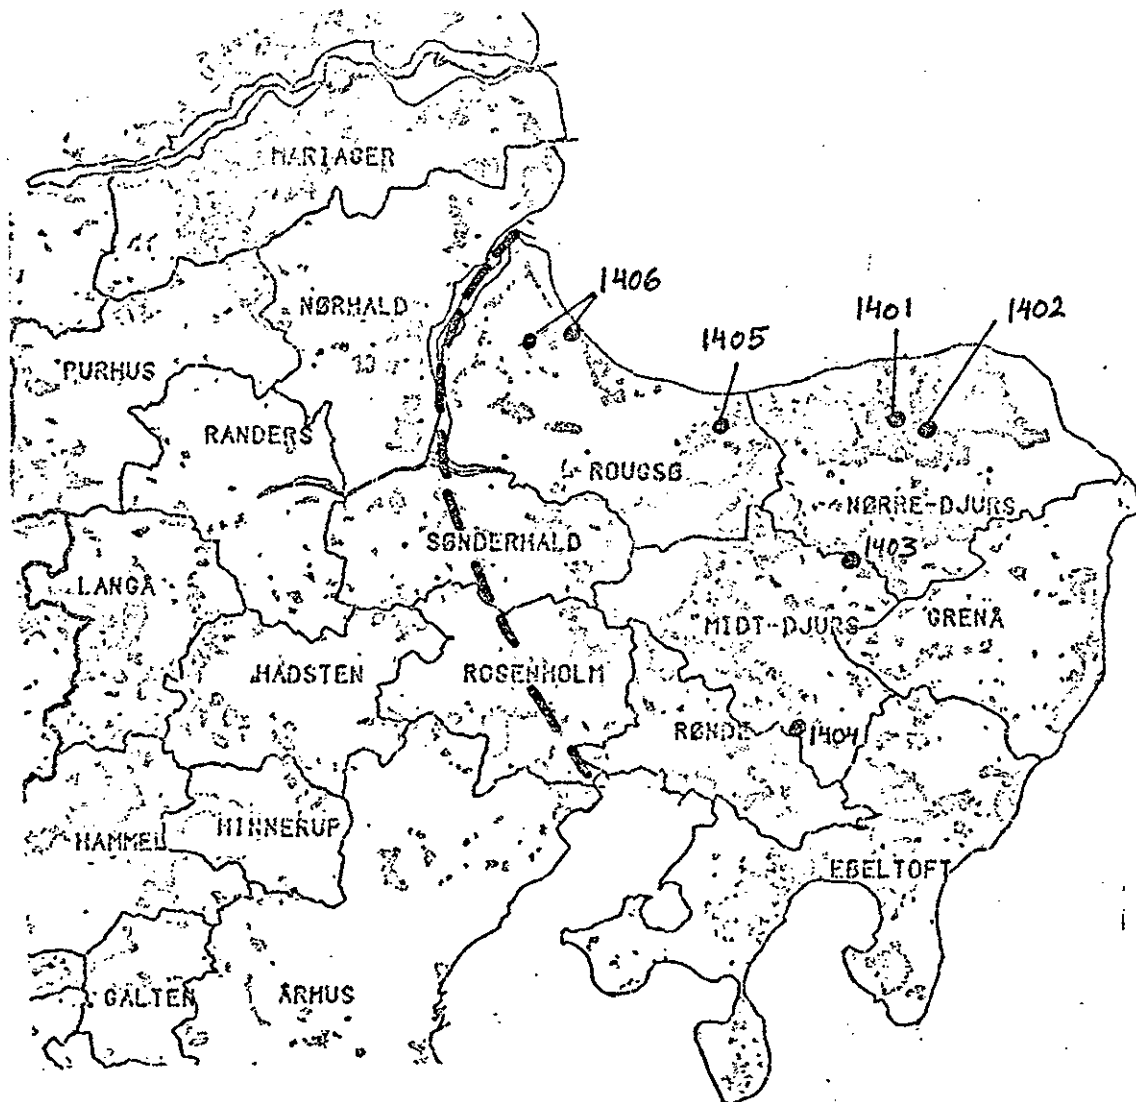 MARIAGER
1406
NØRHALD
1401
1402
1405
PURHUS
RANDERS
ROUGSØ
NØRRE-DJURS
SØNDERHALD
1403
LANGÅ
MIDT-DJURS
GRENÅ
HADSTEN
ROSENHOLM
RØNDE
1404
HINNERUP
HAMMEL
EBELTOFT
GALTEN
ÅRHUS